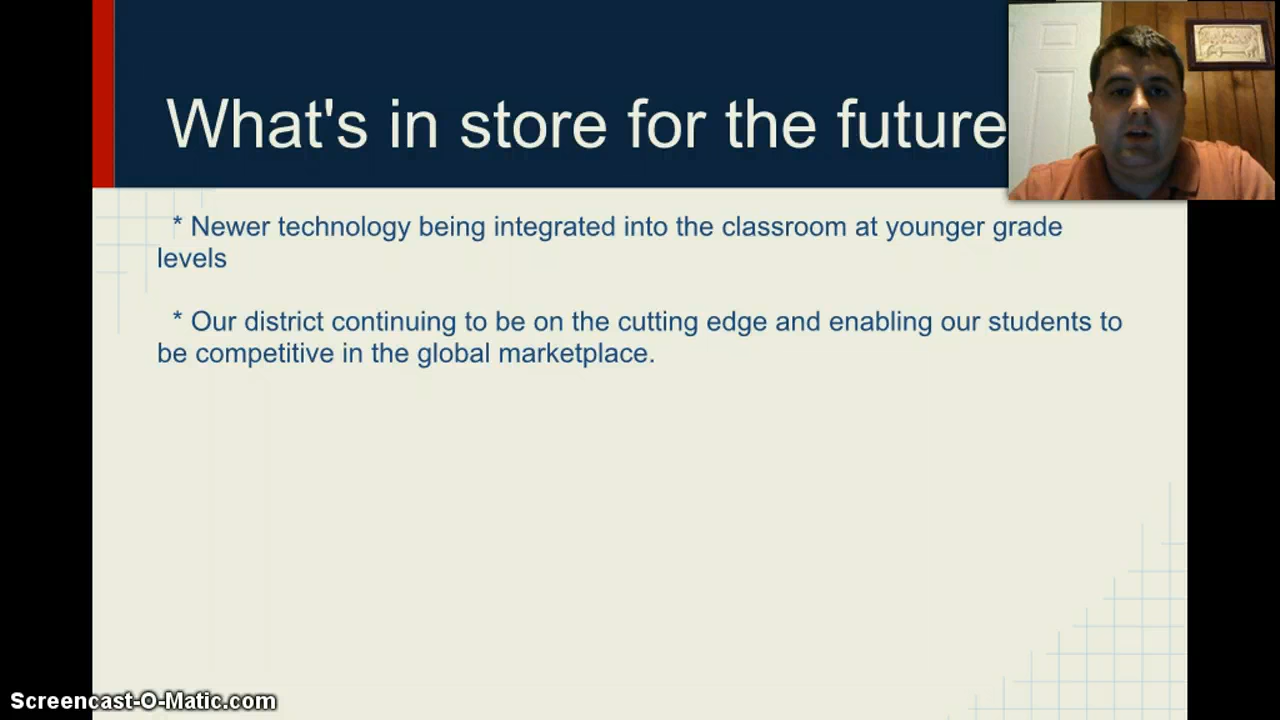 What's in store for the future
* Newer technology being integrated into the classroom at younger grade
levels
* Our district continuing to be on the cutting edge and enabling our students to
be competitive in the global marketplace.
Screencast-O-Matic.com